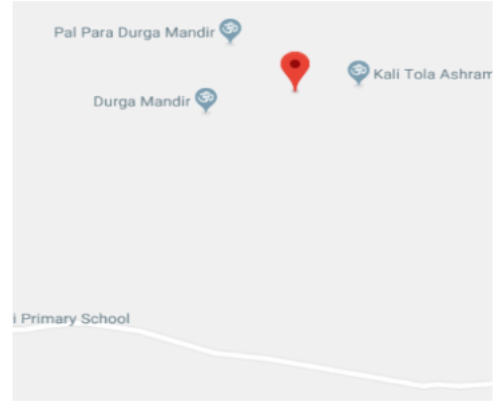 Pal Para Durga Mandir
Kali Tola Ashram
Durga Mandir
i Primary School